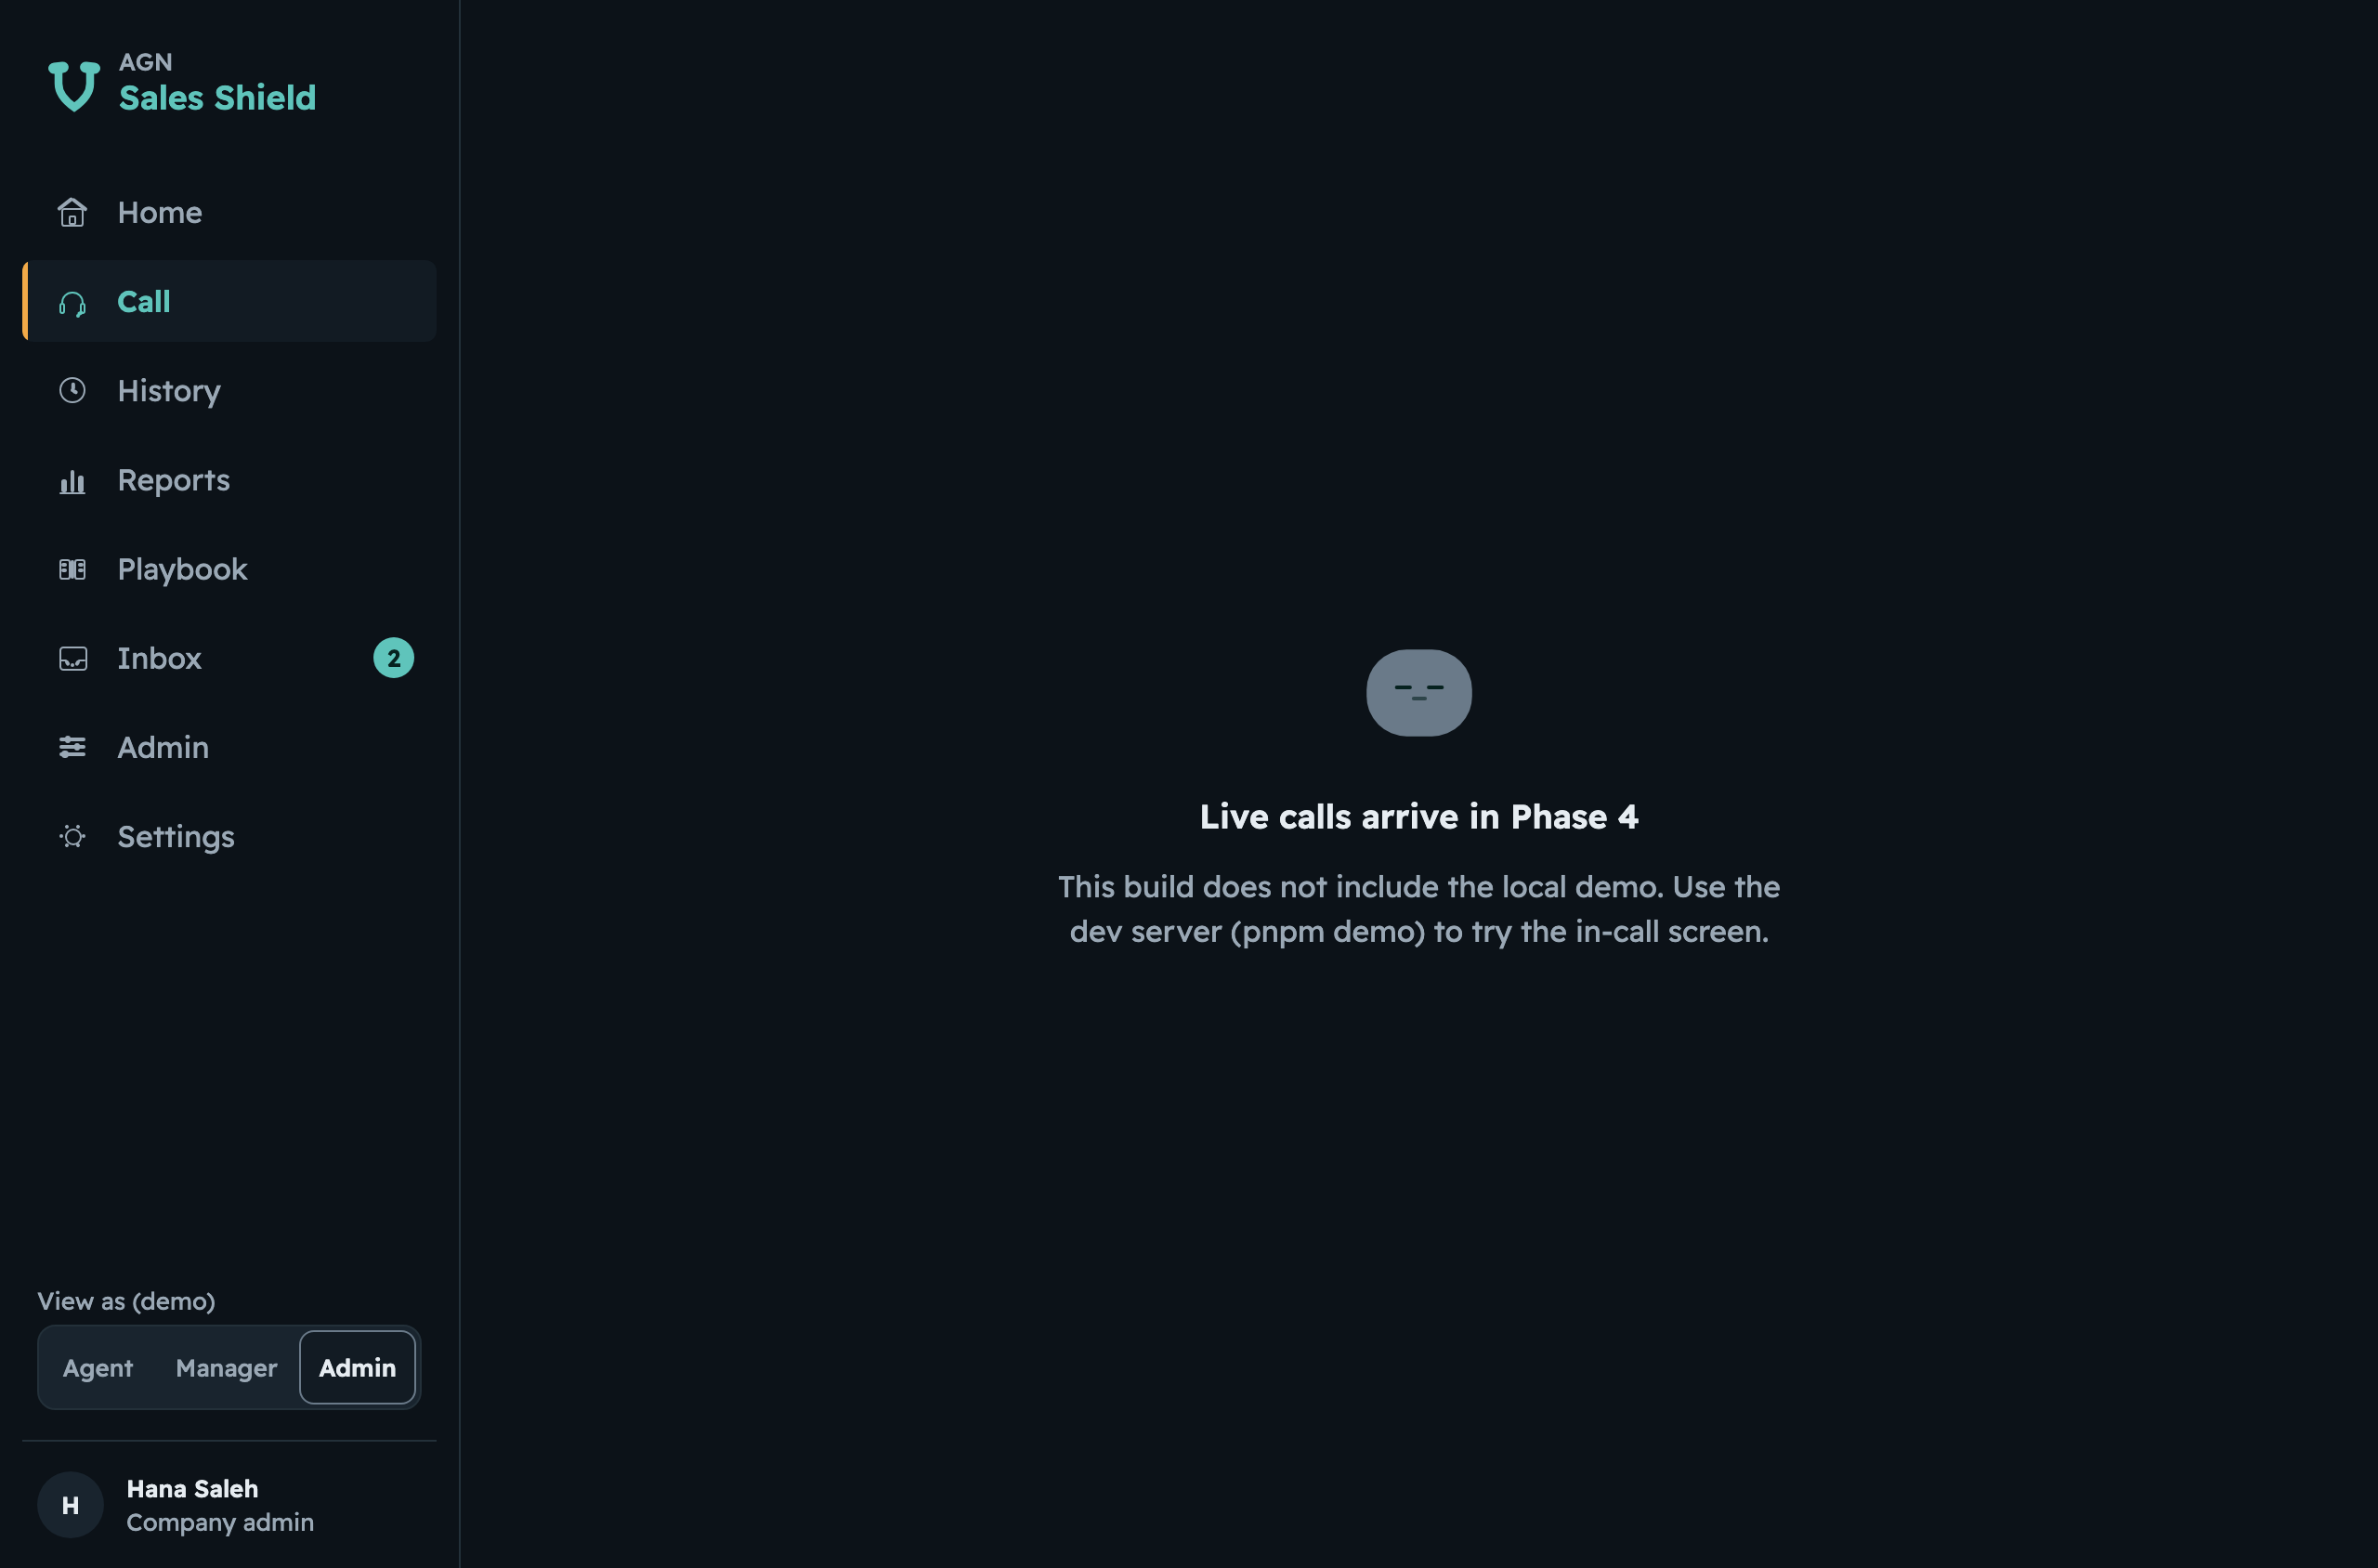 AGN
Sales Shield
Home
Call
History
Reports
Playbook
Inbox
2
Admin
Settings
Live calls arrive in Phase 4
This build does not include the local demo. Use the
dev server (pnpm demo) to try the in-call screen.
View as (demo)
Agent Manager Admin
H
Hana Saleh
Company admin